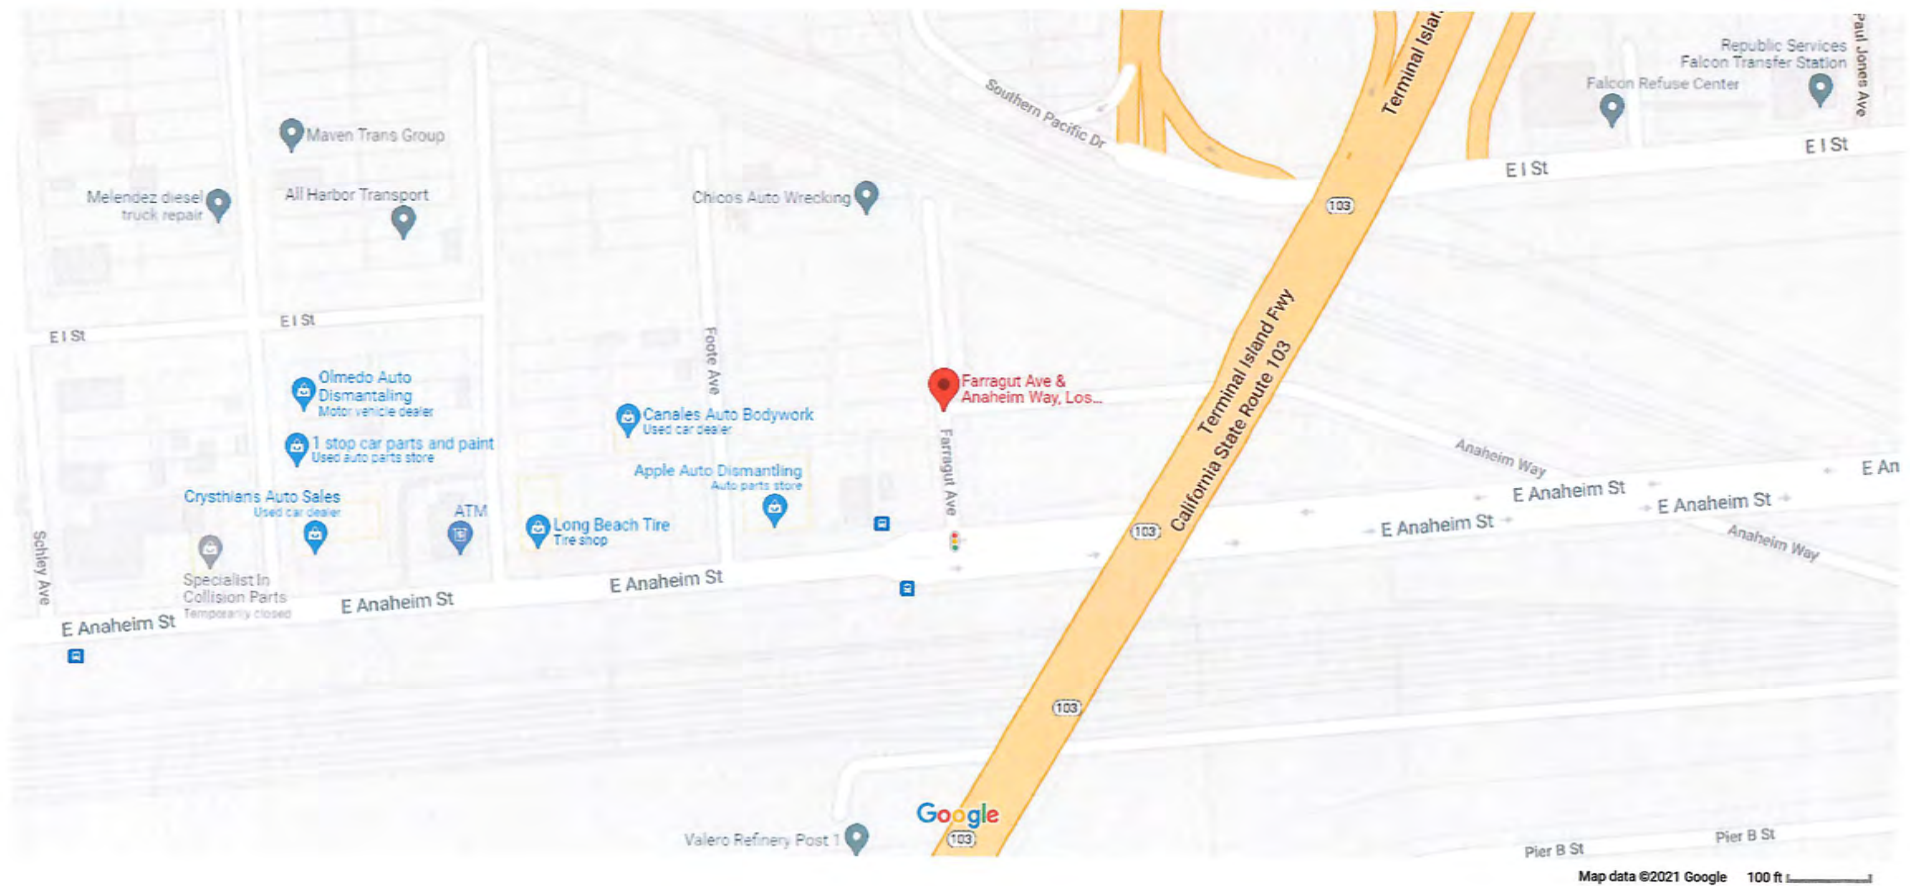 Terminal Islan
Paul Jones Ave
Republic Services
Falcon Transfer Station
Falcon Refuse Center
Southern Pacific Dr
Maven Trans Group
E I St
E I St
Melendez diesel
truck repair
All Harbor Transport
Chicos Auto Wrecking
103
E I St
E I St
Foote Ave
Terminal Island Fwy
California State Route 103
Olmedo Auto
Dismantaling
Motor vehicle dealer
Farragut Ave &
Anaheim Way, Los...
Canales Auto Bodywork
Used car dealer
1 stop car parts and paint
Used auto parts store
Farragut Ave
Anaheim Way
E An
Apple Auto Dismantling
Auto parts store
Crysthians Auto Sales
Used car dealer
ATM
E Anaheim St
E Anaheim St
E Anaheim St
Long Beach Tire
Tire shop
103
Anaheim Way
Schley Ave
Specialist In
Collision Parts
Temporarily closed
E Anaheim St
E Anaheim St
E Anaheim St
103
Google
103
Valero Refinery Post 1
Pier B St
Pier B St
Map data ©2021 Google
100 ft